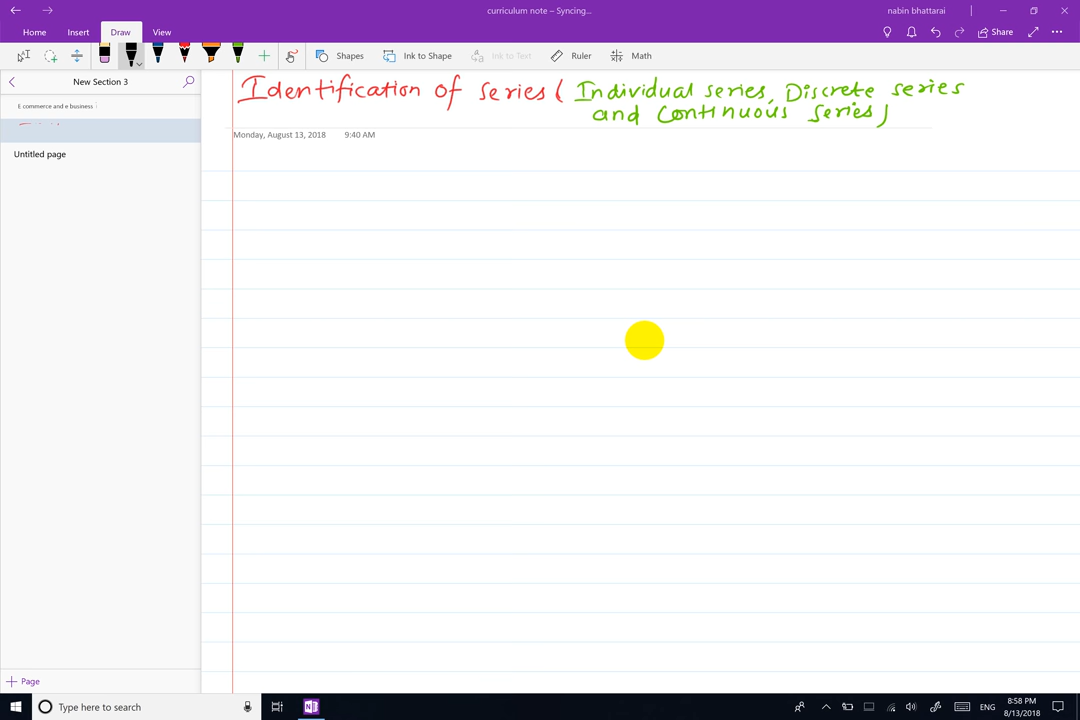 curriculum note – Syncing...
nabin bhattarai
Home Insert Draw View
Share
Shapes Ink to Shape Ink to Text Ruler Math
New Section 3
E commerce and e business
Untitled page
Identification of series ( Individual series, Discrete series
and Continuous series)
Monday, August 13, 2018 9:40 AM
Page
Type here to search
ENG
8:58 PM
8/13/2018